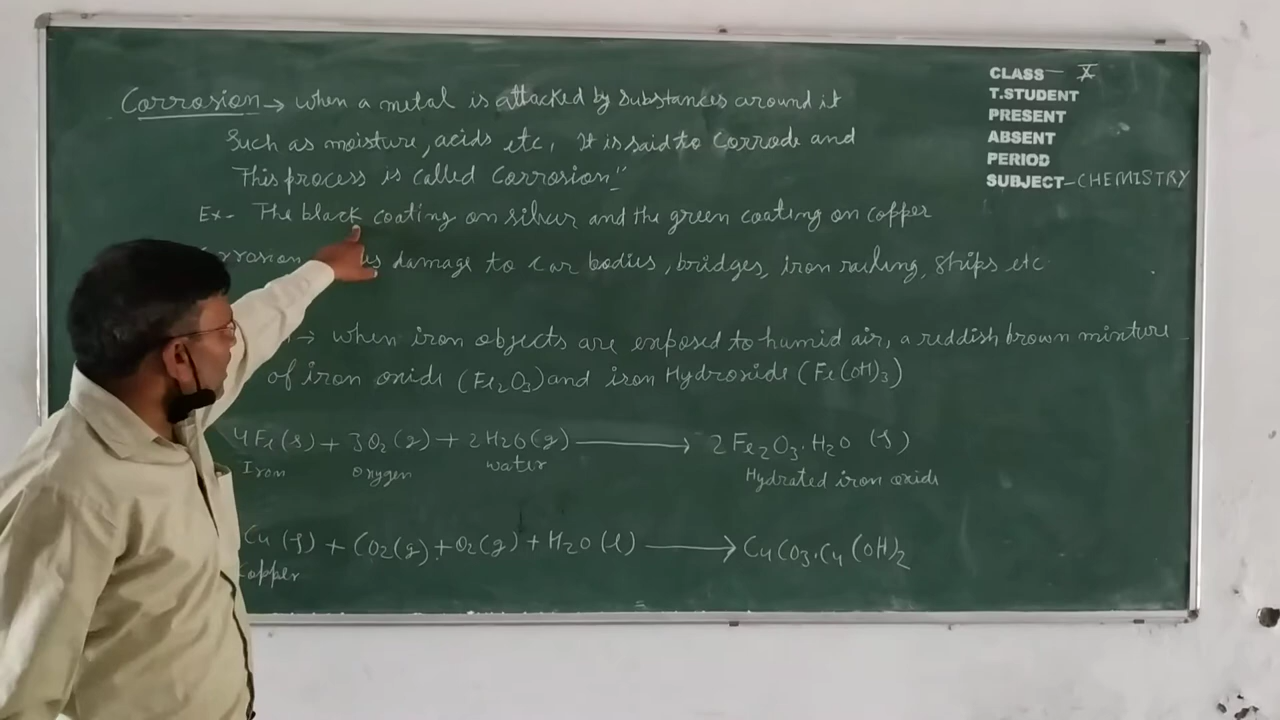 Corrosion → when a metal is attacked by substances around it
Such as moisture, acids etc, It is said to Corrode and
This process is called Corrosion"
Ex- The black coating on silver and the green coating on copper
damage to Car bodies, bridges, iron railing, ships etc
→ when iron objects are exposed to humid air, a reddish brown mixture
of iron oxide (Fe₂O₃) and iron Hydroxide (Fe(OH)₃)
4Fe(s) + 3O₂(g) + 2H2O(g) ⟶ 2Fe₂O₃.H₂O (s)
Iron oxygen water Hydrated iron oxide
Cu (s) + CO₂(g) + O₂(g) + H₂O (l) ⟶ CuCO₃.Cu(OH)₂
Copper
CLASS - X
T.STUDENT
PRESENT
ABSENT
PERIOD
SUBJECT - CHEMISTRY